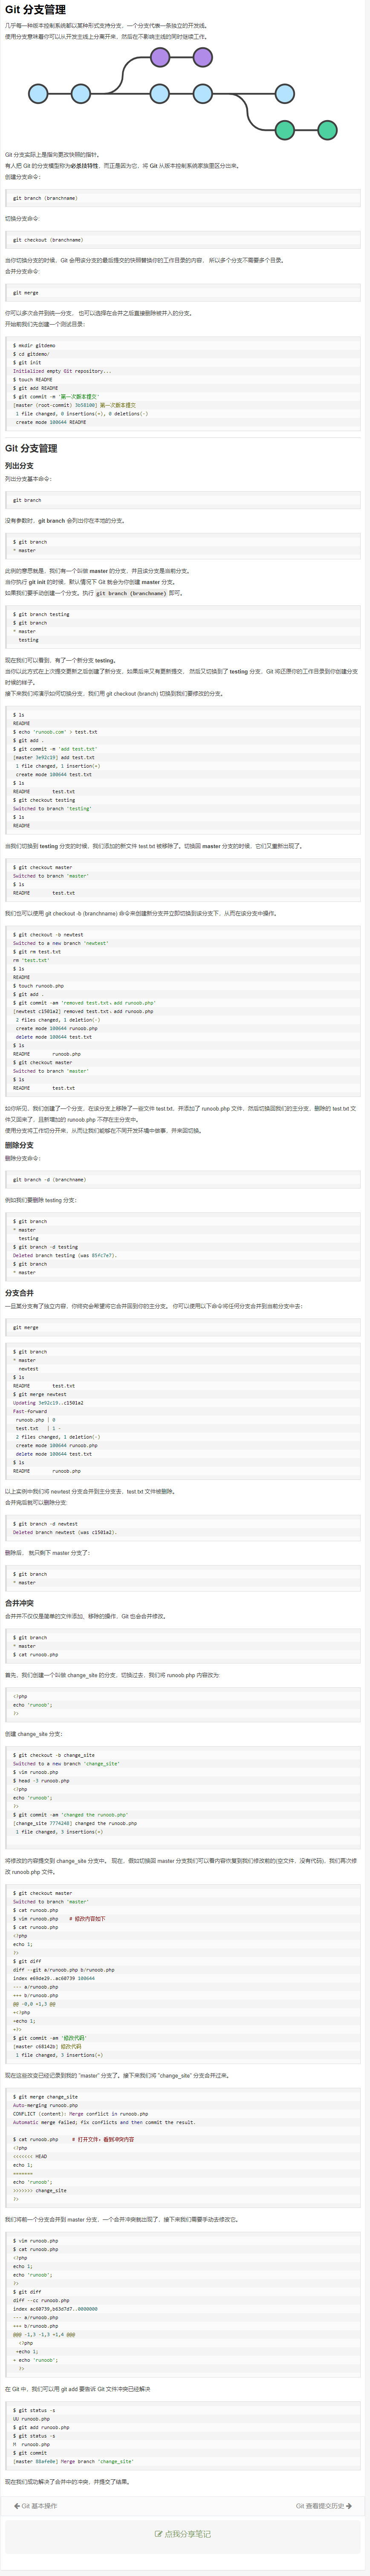 Git 分支管理
几乎每一种版本控制系统都以某种形式支持分支，一个分支代表一条独立的开发线。
使用分支意味着你可以从开发主线上分离开来，然后在不影响主线的同时继续工作。
Git 分支实际上是指向更改快照的指针。
有人把 Git 的分支模型称为必杀技特性，而正是因为它，将 Git 从版本控制系统家族里区分出来。
创建分支命令：
git branch (branchname)
切换分支命令:
git checkout (branchname)
当你切换分支的时候，Git 会用该分支的最后提交的快照替换你的工作目录的内容， 所以多个分支不需要多个目录。
合并分支命令:
git merge
你可以多次合并到统一分支， 也可以选择在合并之后直接删除被并入的分支。
开始前我们先创建一个测试目录：
$ mkdir gitdemo
$ cd gitdemo/
$ git init
Initialized empty Git repository...
$ touch README
$ git add README
$ git commit -m '第一次版本提交'
[master (root-commit) 3b58100] 第一次版本提交
1 file changed, 0 insertions(+), 0 deletions(-)
create mode 100644 README
Git 分支管理
列出分支
列出分支基本命令：
git branch
没有参数时，git branch 会列出你在本地的分支。
$ git branch
* master
此例的意思就是，我们有一个叫做 master 的分支，并且该分支是当前分支。
当你执行 git init 的时候，默认情况下 Git 就会为你创建 master 分支。
如果我们要手动创建一个分支。执行 git branch (branchname) 即可。
$ git branch testing
$ git branch
* master
testing
现在我们可以看到，有了一个新分支 testing。
当你以此方式在上次提交更新之后创建了新分支，如果后来又有更新提交， 然后又切换到了 testing 分支，Git 将还原你的工作目录到你创建分支
时候的样子。
接下来我们将演示如何切换分支，我们用 git checkout (branch) 切换到我们要修改的分支。
$ ls
README
$ echo 'runoob.com' > test.txt
$ git add .
$ git commit -m 'add test.txt'
[master 3e92c19] add test.txt
1 file changed, 1 insertion(+)
create mode 100644 test.txt
$ ls
README test.txt
$ git checkout testing
Switched to branch 'testing'
$ ls
README
当我们切换到 testing 分支的时候，我们添加的新文件 test.txt 被移除了。切换回 master 分支的时候，它们又重新出现了。
$ git checkout master
Switched to branch 'master'
$ ls
README test.txt
我们也可以使用 git checkout -b (branchname) 命令来创建新分支并立即切换到该分支下，从而在该分支中操作。
$ git checkout -b newtest
Switched to a new branch 'newtest'
$ git rm test.txt
rm 'test.txt'
$ ls
README
$ touch runoob.php
$ git add .
$ git commit -am 'removed test.txt、add runoob.php'
[newtest c1501a2] removed test.txt、add runoob.php
2 files changed, 1 deletion(-)
create mode 100644 runoob.php
delete mode 100644 test.txt
$ ls
README runoob.php
$ git checkout master
Switched to branch 'master'
$ ls
README test.txt
如你所见，我们创建了一个分支，在该分支上移除了一些文件 test.txt，并添加了 runoob.php 文件，然后切换回我们的主分支，删除的 test.txt 文
件又回来了，且新增加的 runoob.php 不存在主分支中。
使用分支将工作切分开来，从而让我们能够在不同开发环境中做事，并来回切换。
删除分支
删除分支命令：
git branch -d (branchname)
例如我们要删除 testing 分支：
$ git branch
* master
testing
$ git branch -d testing
Deleted branch testing (was 85fc7e7).
$ git branch
* master
分支合并
一旦某分支有了独立内容，你终究会希望将它合并回到你的主分支。 你可以使用以下命令将任何分支合并到当前分支中去：
git merge
$ git branch
* master
newtest
$ ls
README test.txt
$ git merge newtest
Updating 3e92c19..c1501a2
Fast-forward
runoob.php | 0
test.txt | 1 -
2 files changed, 1 deletion(-)
create mode 100644 runoob.php
delete mode 100644 test.txt
$ ls
README runoob.php
以上实例中我们将 newtest 分支合并到主分支去，test.txt 文件被删除。
合并完后就可以删除分支:
$ git branch -d newtest
Deleted branch newtest (was c1501a2).
删除后， 就只剩下 master 分支了：
$ git branch
* master
合并冲突
合并并不仅仅是简单的文件添加、移除的操作，Git 也会合并修改。
$ git branch
* master
$ cat runoob.php
首先，我们创建一个叫做 change_site 的分支，切换过去，我们将 runoob.php 内容改为:
<?php
echo 'runoob';
?>
创建 change_site 分支：
$ git checkout -b change_site
Switched to a new branch 'change_site'
$ vim runoob.php
$ head -3 runoob.php
<?php
echo 'runoob';
?>
$ git commit -am 'changed the runoob.php'
[change_site 7774248] changed the runoob.php
1 file changed, 3 insertions(+)
将修改的内容提交到 change_site 分支中。 现在，假如切换回 master 分支我们可以看内容恢复到我们修改前的(空文件，没有代码)，我们再次修
改 runoob.php 文件。
$ git checkout master
Switched to branch 'master'
$ cat runoob.php
$ vim runoob.php # 修改内容如下
$ cat runoob.php
<?php
echo 1;
?>
$ git diff
diff --git a/runoob.php b/runoob.php
index e69de29..ac60739 100644
--- a/runoob.php
+++ b/runoob.php
@@ -0,0 +1,3 @@
+<?php
+echo 1;
+?>
$ git commit -am '修改代码'
[master c68142b] 修改代码
1 file changed, 3 insertions(+)
现在这些改变已经记录到我的 "master" 分支了。接下来我们将 "change_site" 分支合并过来。
$ git merge change_site
Auto-merging runoob.php
CONFLICT (content): Merge conflict in runoob.php
Automatic merge failed; fix conflicts and then commit the result.
$ cat runoob.php # 打开文件，看到冲突内容
<?php
<<<<<<< HEAD
echo 1;
=======
echo 'runoob';
>>>>>>> change_site
?>
我们将前一个分支合并到 master 分支，一个合并冲突就出现了，接下来我们需要手动去修改它。
$ vim runoob.php
$ cat runoob.php
<?php
echo 1;
echo 'runoob';
?>
$ git diff
diff --cc runoob.php
index ac60739,b63d7d7..0000000
--- a/runoob.php
+++ b/runoob.php
@@@ -1,3 -1,3 +1,4 @@@
<?php
+echo 1;
+ echo 'runoob';
?>
在 Git 中，我们可以用 git add 要告诉 Git 文件冲突已经解决
$ git status -s
UU runoob.php
$ git add runoob.php
$ git status -s
M runoob.php
$ git commit
[master 88afe0e] Merge branch 'change_site'
现在我们成功解决了合并中的冲突，并提交了结果。
Git 基本操作
Git 查看提交历史
点我分享笔记